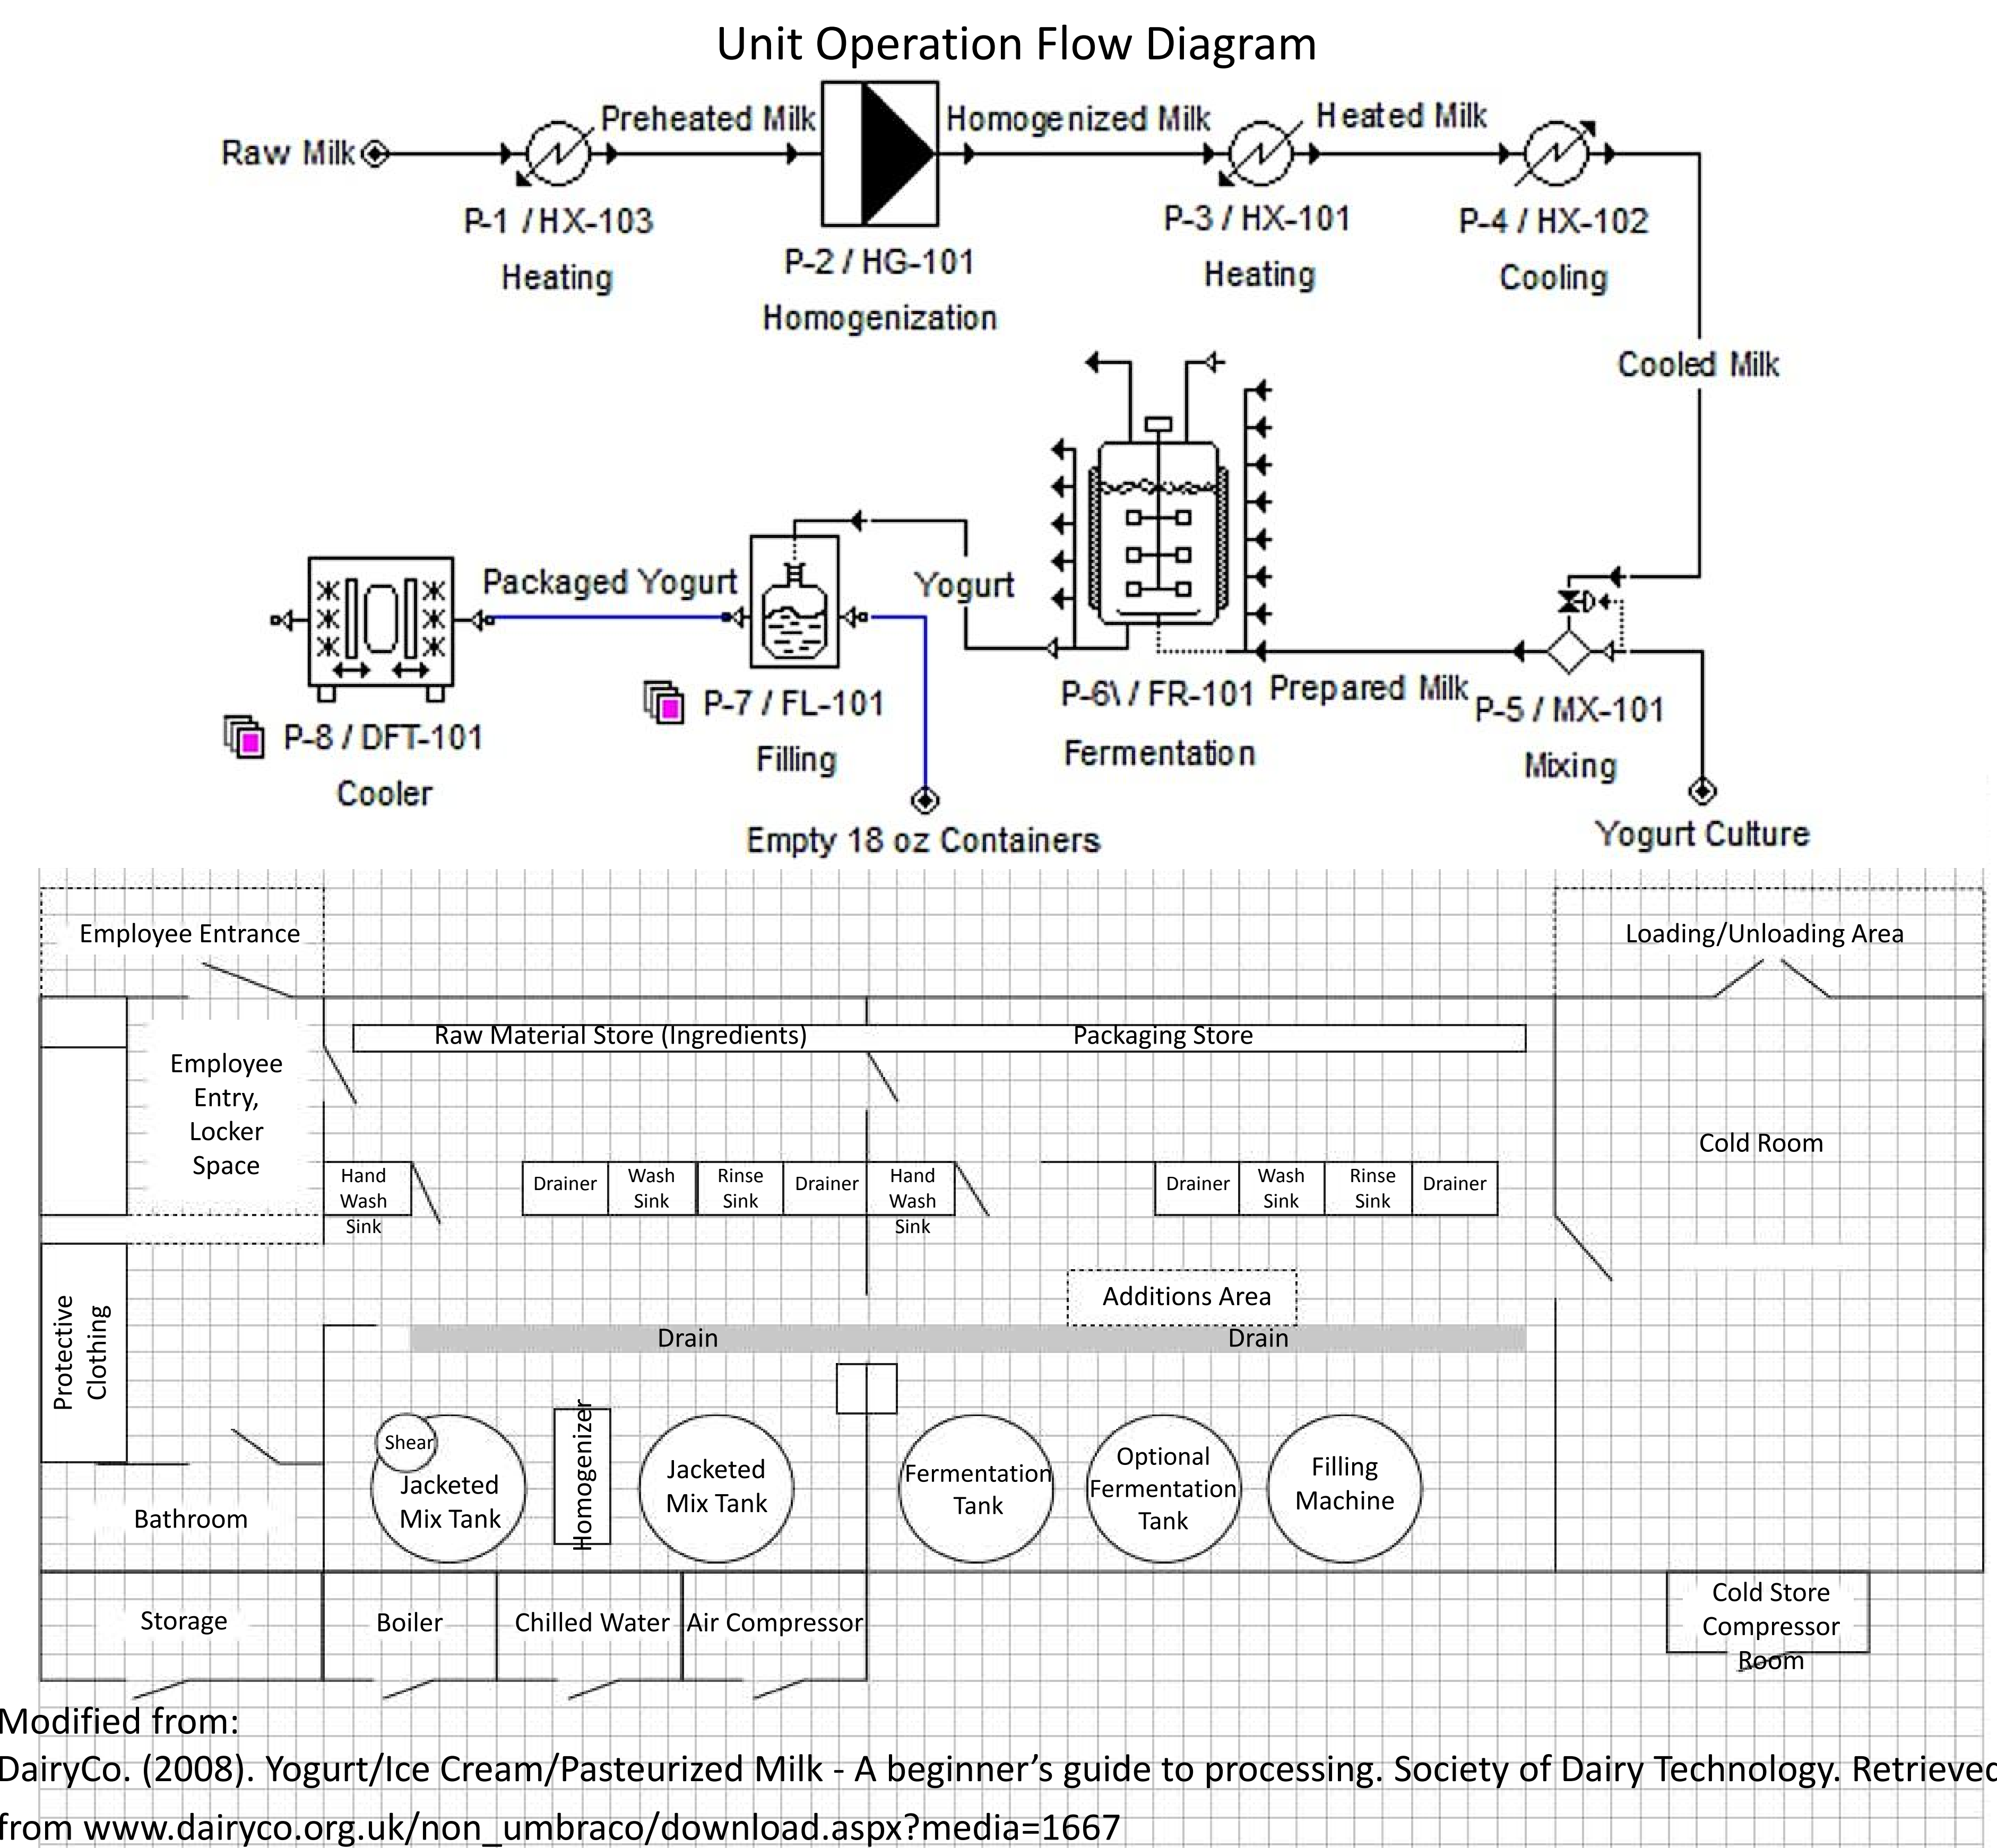 Unit Operation Flow Diagram
Raw Milk
Preheated Milk
Homogenized Milk
Heated Milk
P-1 / HX-103
Heating
P-2 / HG-101
Homogenization
P-3 / HX-101
Heating
P-4 / HX-102
Cooling
Cooled Milk
Packaged Yogurt
Yogurt
P-8 / DFT-101
Cooler
P-7 / FL-101
Filling
P-6\ / FR-101
Fermentation
Prepared Milk
P-5 / MX-101
Mixing
Empty 18 oz Containers
Yogurt Culture
Employee Entrance
Loading/Unloading Area
Raw Material Store (Ingredients)
Packaging Store
Employee
Entry,
Locker
Space
Cold Room
Hand
Wash
Sink
Drainer
Wash
Sink
Rinse
Sink
Drainer
Hand
Wash
Sink
Drainer
Wash
Sink
Rinse
Sink
Drainer
Additions Area
Protective
Clothing
Drain
Drain
Shear
Jacketed
Mix Tank
Homogenizer
Jacketed
Mix Tank
Fermentation
Tank
Optional
Fermentation
Tank
Filling
Machine
Bathroom
Storage
Boiler
Chilled Water
Air Compressor
Cold Store
Compressor
Room
Modified from:
DairyCo. (2008). Yogurt/Ice Cream/Pasteurized Milk - A beginner’s guide to processing. Society of Dairy Technology. Retrieved
from www.dairyco.org.uk/non_umbraco/download.aspx?media=1667